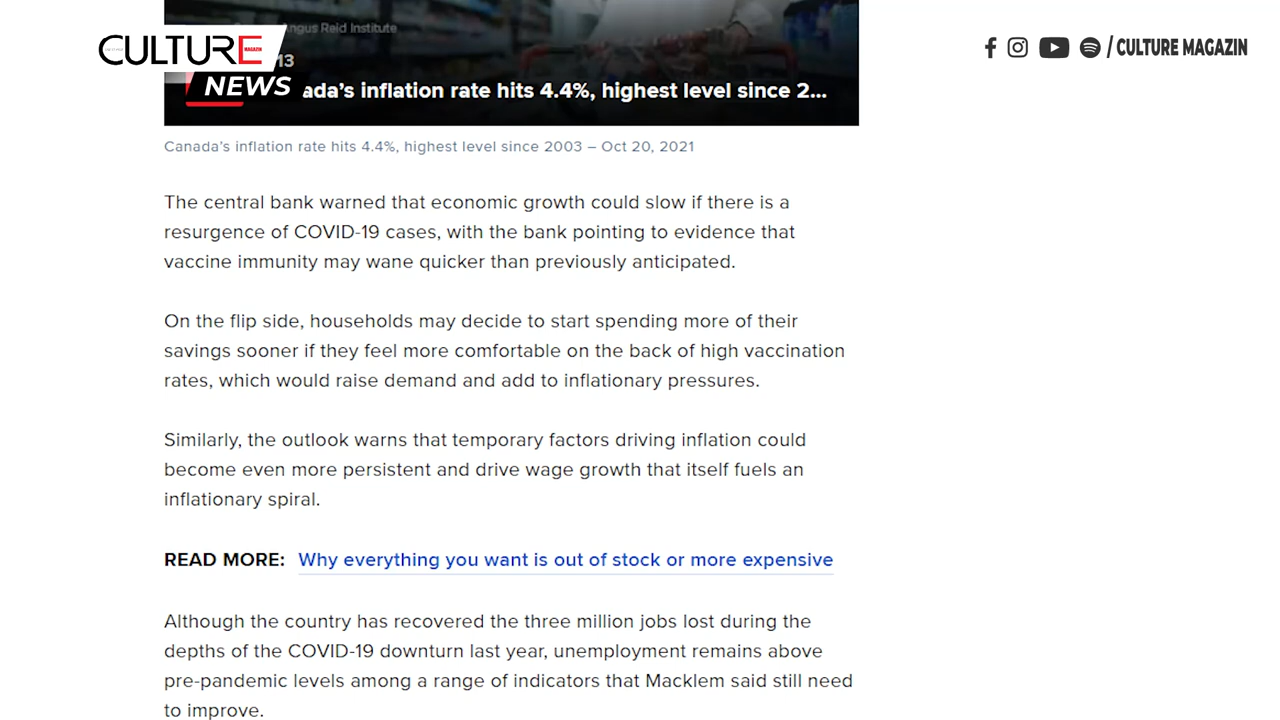 CULTURE
MAGAZIN
NEWS
/ CULTURE MAGAZIN
ngus Reid Institute
13
ada's inflation rate hits 4.4%, highest level since 2...
Canada's inflation rate hits 4.4%, highest level since 2003 – Oct 20, 2021
The central bank warned that economic growth could slow if there is a
resurgence of COVID-19 cases, with the bank pointing to evidence that
vaccine immunity may wane quicker than previously anticipated.
On the flip side, households may decide to start spending more of their
savings sooner if they feel more comfortable on the back of high vaccination
rates, which would raise demand and add to inflationary pressures.
Similarly, the outlook warns that temporary factors driving inflation could
become even more persistent and drive wage growth that itself fuels an
inflationary spiral.
READ MORE: Why everything you want is out of stock or more expensive
Although the country has recovered the three million jobs lost during the
depths of the COVID-19 downturn last year, unemployment remains above
pre-pandemic levels among a range of indicators that Macklem said still need
to improve.